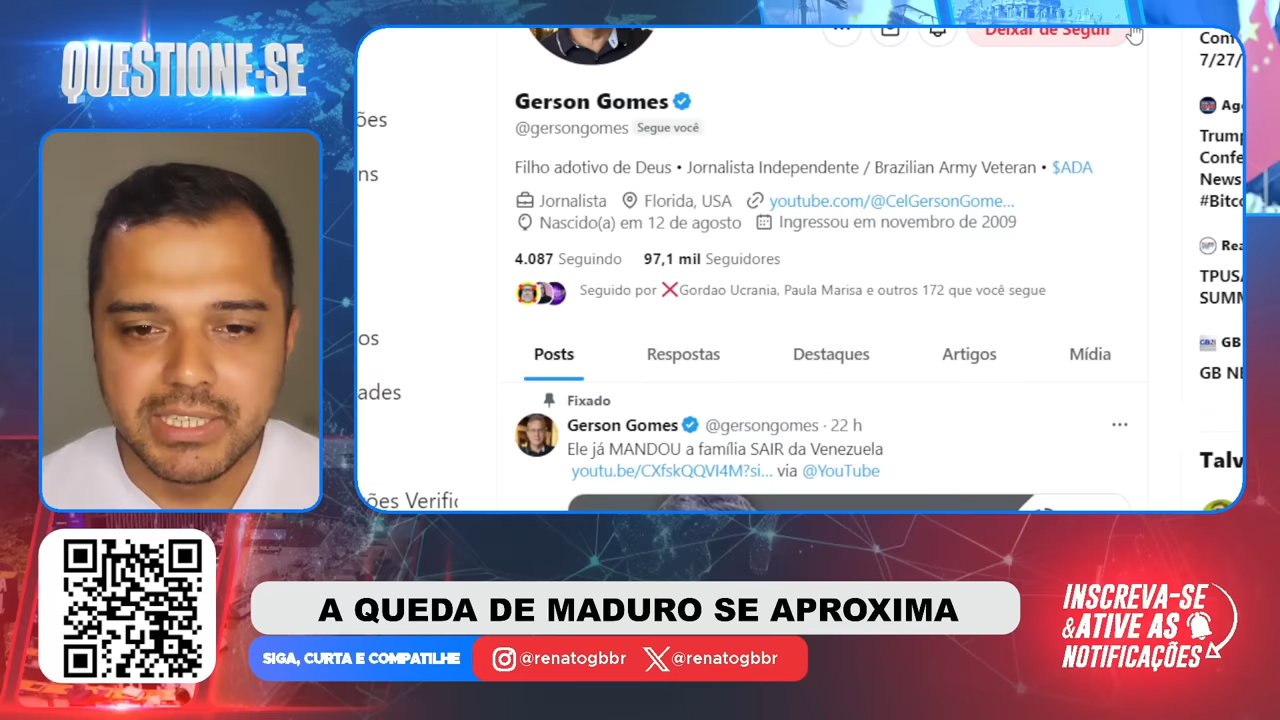 QUESTIONE-SE
ões
ns
os
ades
ões Verific
Deixar de Seguir
Gerson Gomes
@gersongomes Segue você
Filho adotivo de Deus • Jornalista Independente / Brazilian Army Veteran • $ADA
Jornalista Florida, USA youtube.com/@CelGersonGome...
Nascido(a) em 12 de agosto Ingressou em novembro de 2009
4.087 Seguindo 97,1 mil Seguidores
Seguido por ❌Gordao Ucrania, Paula Marisa e outros 172 que você segue
Posts Respostas Destaques Artigos Mídia
Fixado
Gerson Gomes @gersongomes · 22 h
Ele já MANDOU a família SAIR da Venezuela
youtu.be/CXfskQQVI4M?si... via @YouTube
Conf
7/27/
Ag
Trump
Confe
News
#Bitco
Rea
TPUSA
SUMM
GB
GB NE
Talv
A QUEDA DE MADURO SE APROXIMA
SIGA, CURTA E COMPATILHE @renatogbbr @renatogbbr
INSCREVA-SE
&ATIVE AS
NOTIFICAÇÕES